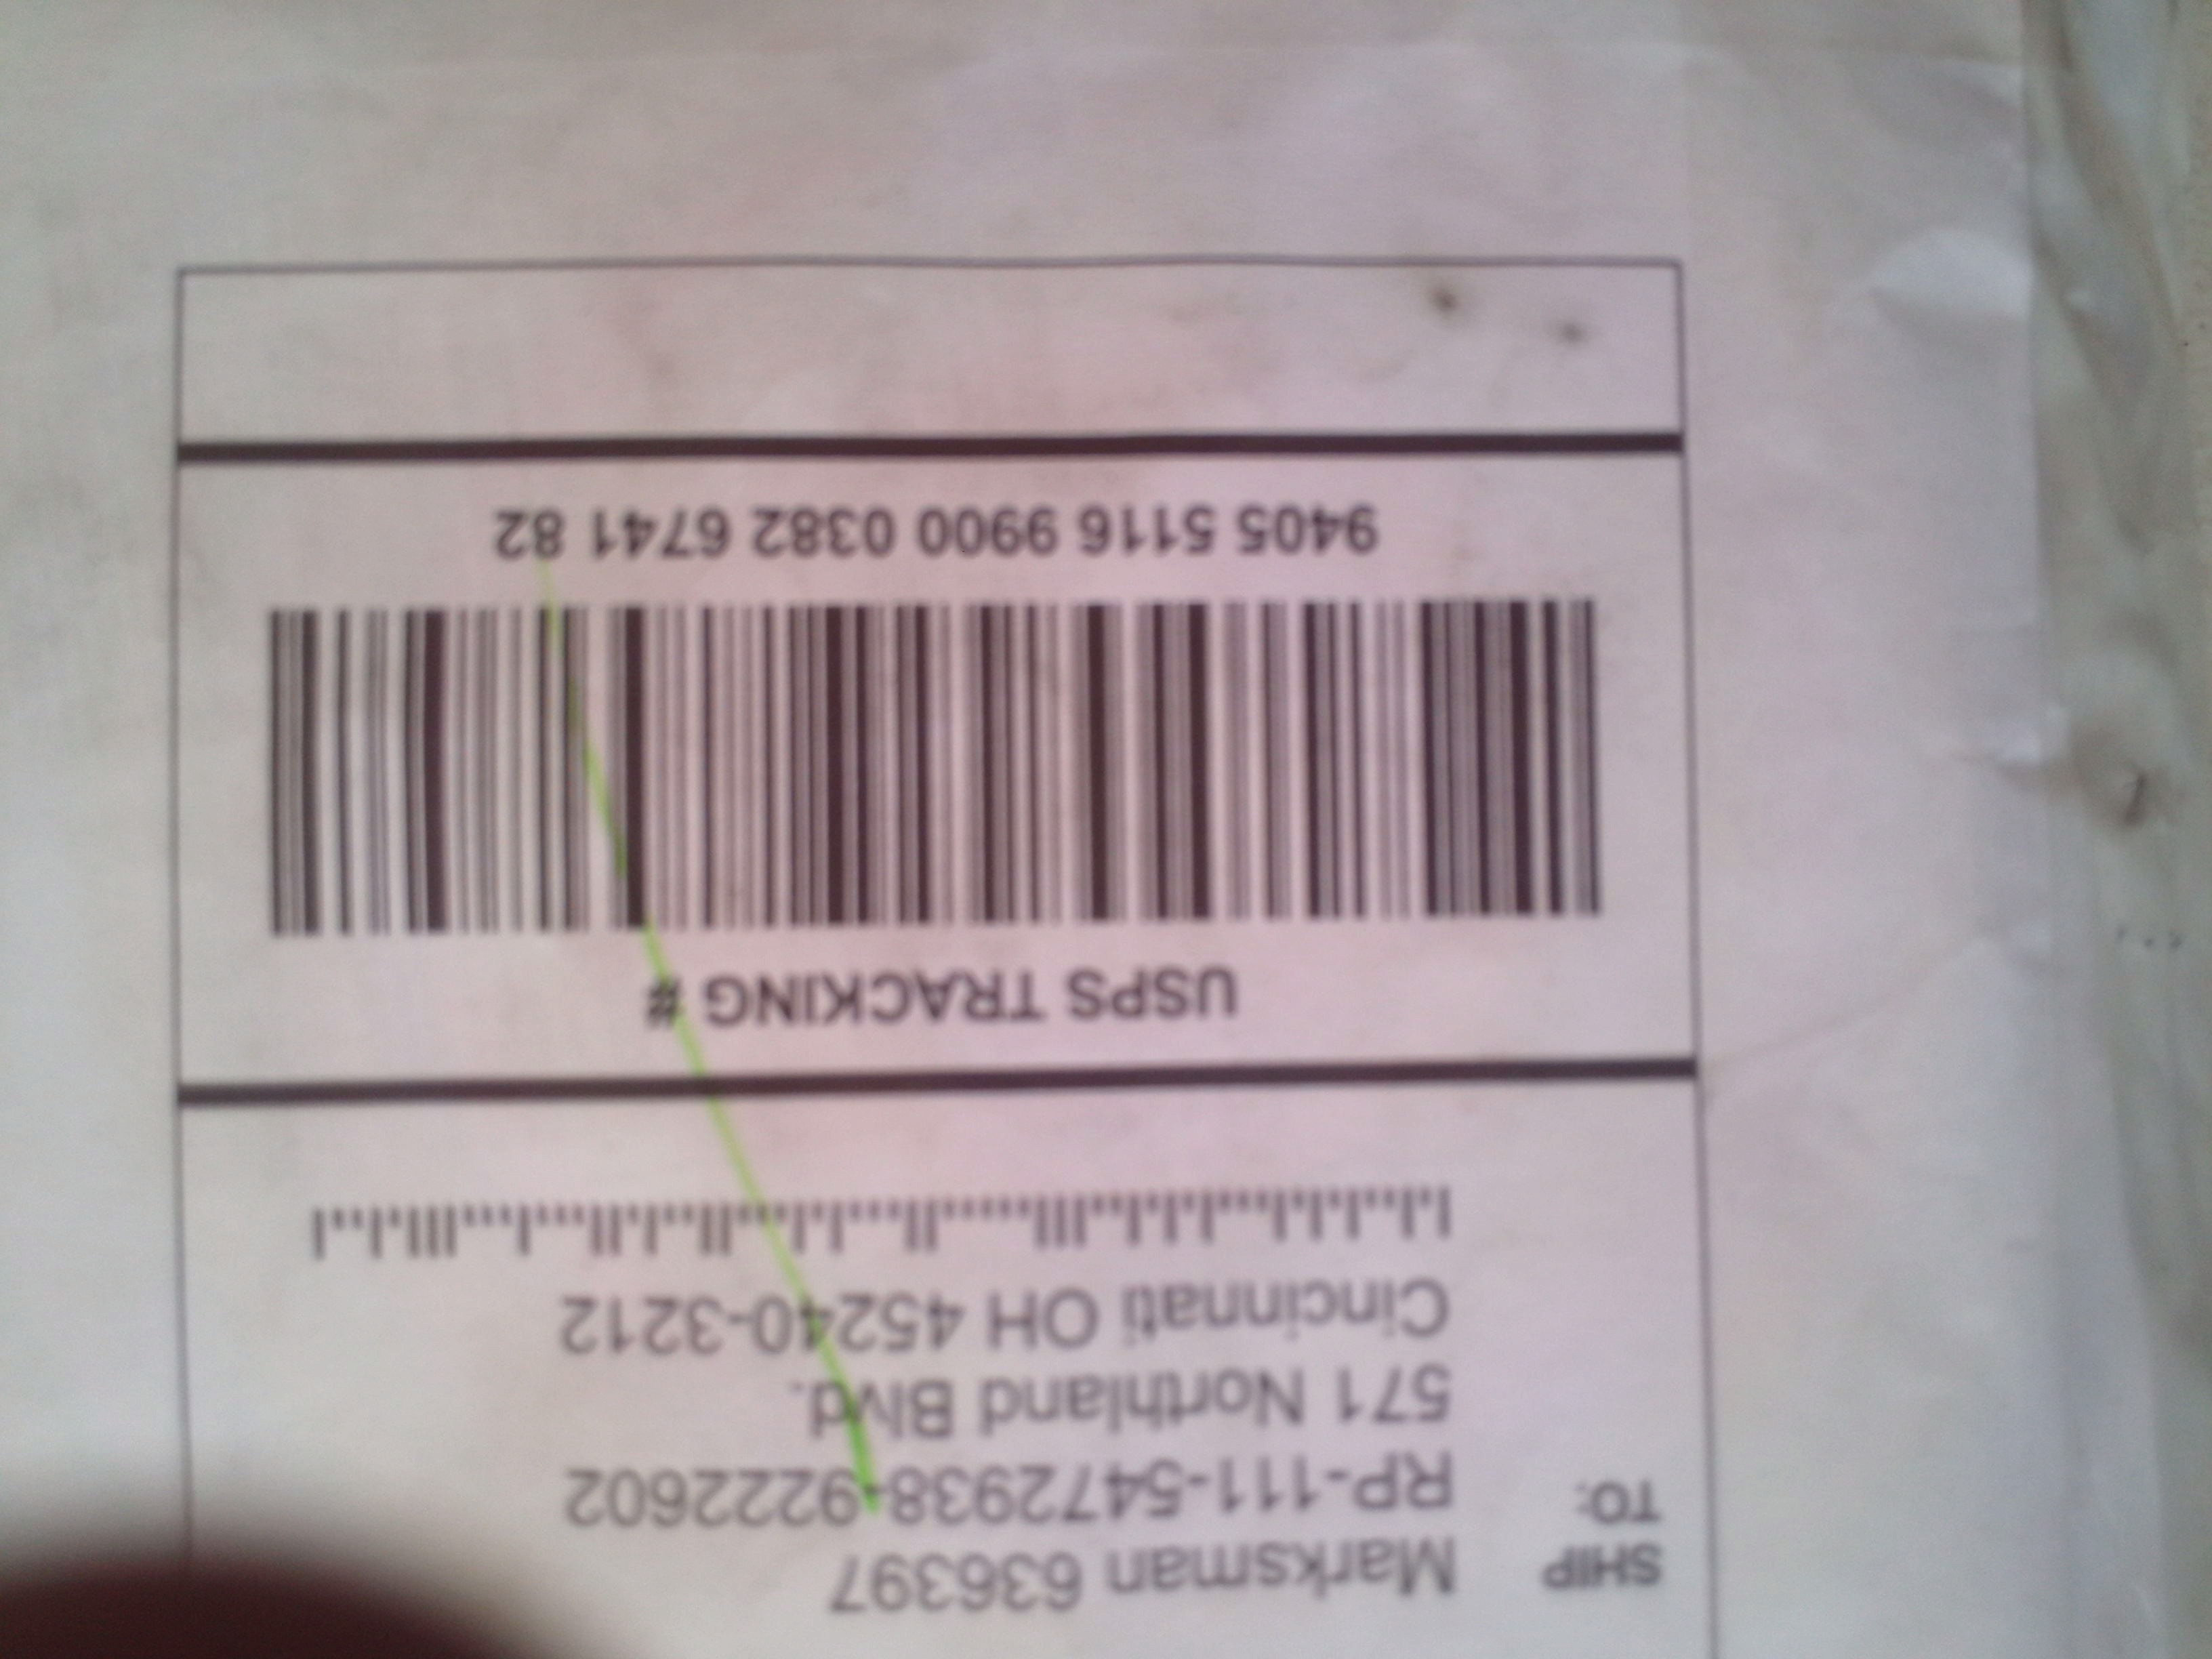 SHIP
TO:
Marksman 636397
RP-111-5472938-9222602
571 Northland Blvd.
Cincinnati OH 45240-3212
USPS TRACKING #
9405 5116 9900 0382 6741 82